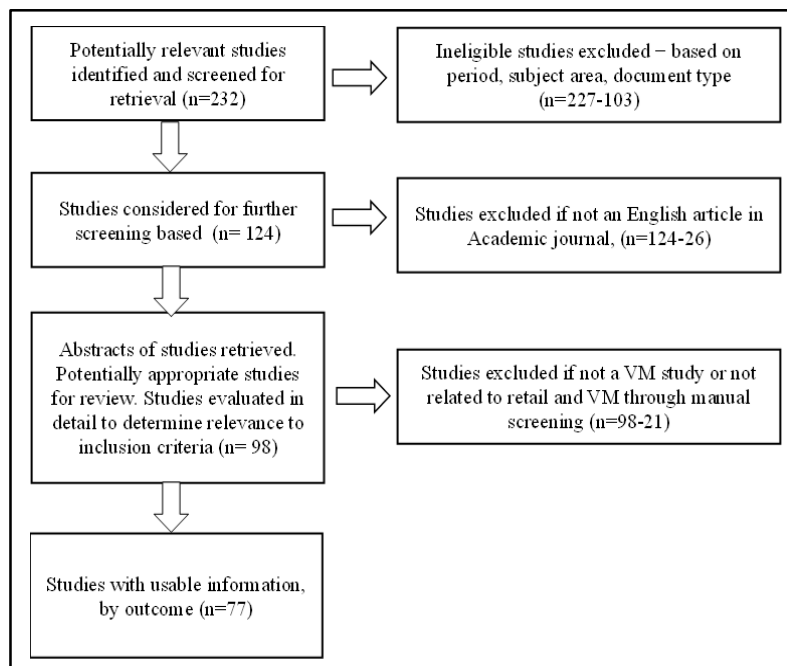 Potentially relevant studies
identified and screened for
retrieval (n=232)
Ineligible studies excluded – based on
period, subject area, document type
(n=227-103)
Studies considered for further
screening based (n= 124)
Studies excluded if not an English article in
Academic journal, (n=124-26)
Abstracts of studies retrieved.
Potentially appropriate studies
for review. Studies evaluated in
detail to determine relevance to
inclusion criteria (n= 98)
Studies excluded if not a VM study or not
related to retail and VM through manual
screening (n=98-21)
Studies with usable information,
by outcome (n=77)